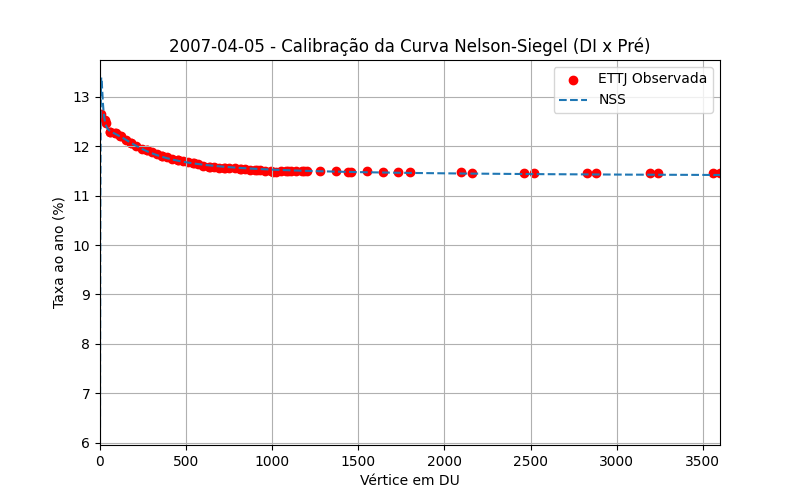 2007-04-05 - Calibração da Curva Nelson-Siegel (DI x Pré)
ETTJ Observada
NSS
13
12
11
10
9
8
7
6
Taxa ao ano (%)
0 500 1000 1500 2000 2500 3000 3500
Vértice em DU